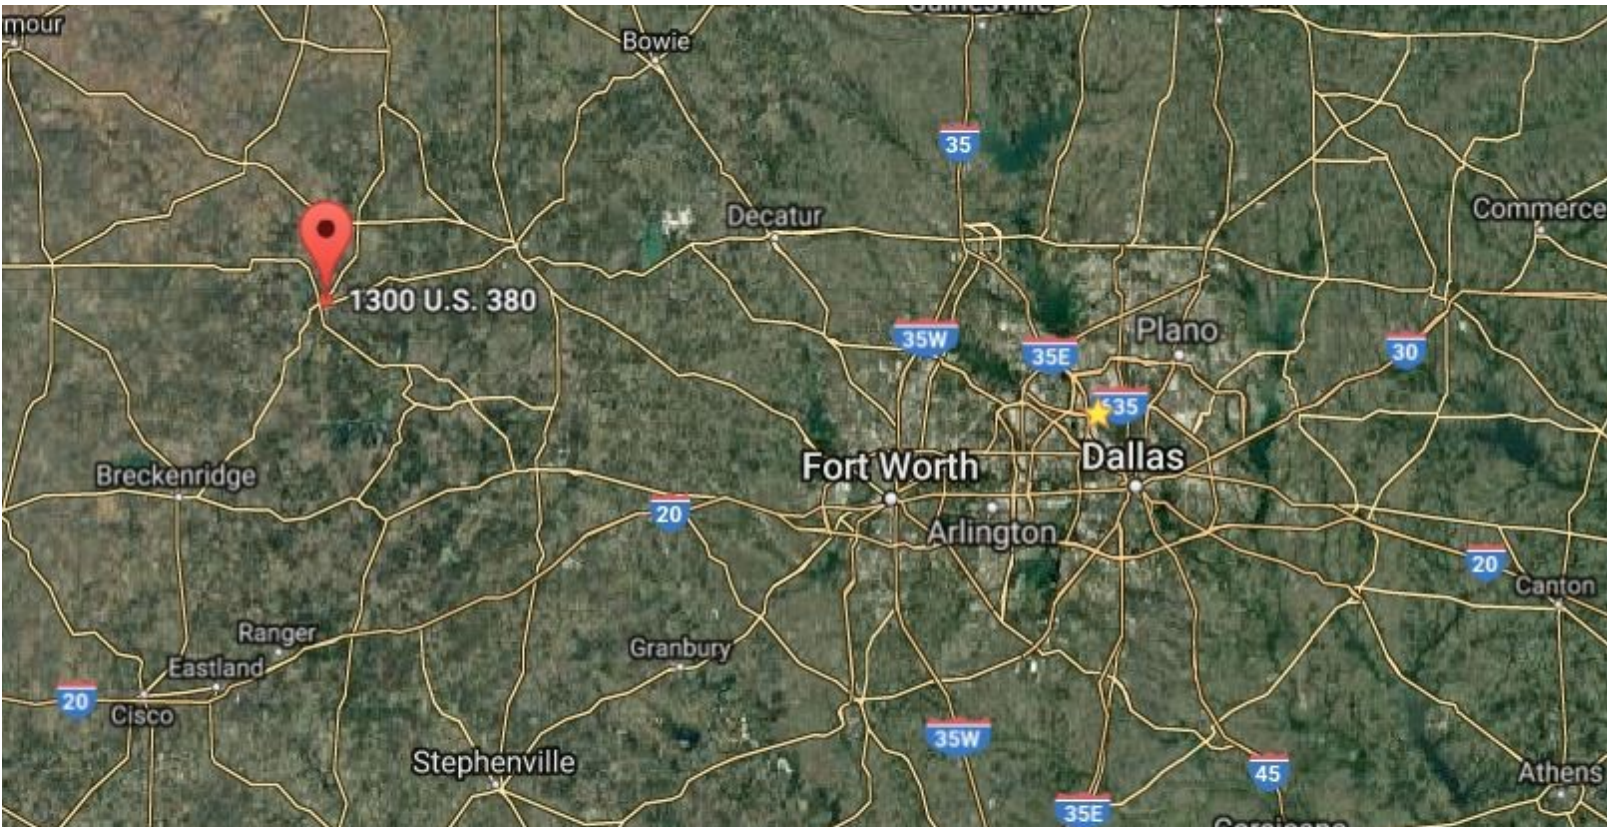 mour
Bowie
35
Decatur
Commerce
1300 U.S. 380
35W
35E
Plano
30
635
Fort Worth
Dallas
Breckenridge
20
Arlington
20
Canton
Ranger
Granbury
Eastland
20
Cisco
35W
Stephenville
45
Athens
35E